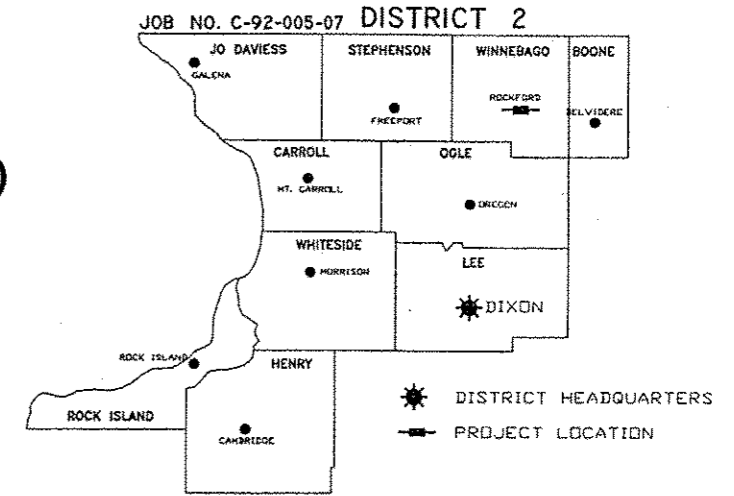 JOB NO. C-92-005-07 DISTRICT 2
JO DAVIESS STEPHENSON WINNEBAGO BOONE
GALENA
ROCKFORD
FREEPORT
BELVIDERE
CARROLL OGLE
MT. CARROLL
OREGON
WHITESIDE
LEE
MORRISON
DIXON
ROCK ISLAND
HENRY
DISTRICT HEADQUARTERS
ROCK ISLAND
CAMBRIDGE
PROJECT LOCATION